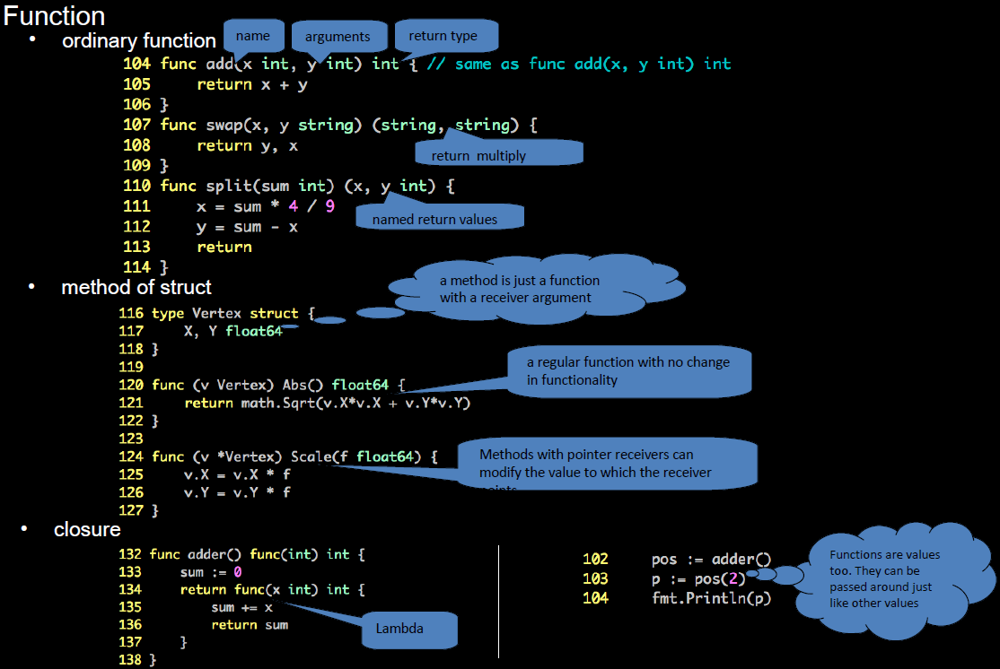 Function
• ordinary function
name
arguments
return type
104 func add(x int, y int) int { // same as func add(x, y int) int
105     return x + y
106 }
107 func swap(x, y string) (string, string) {
108     return y, x
109 }
return  multiply
110 func split(sum int) (x, y int) {
111     x = sum * 4 / 9
112     y = sum - x
113     return
114 }
named return values
• method of struct
a method is just a function
with a receiver argument
116 type Vertex struct {
117     X, Y float64
118 }
119
120 func (v Vertex) Abs() float64 {
121     return math.Sqrt(v.X*v.X + v.Y*v.Y)
122 }
123
a regular function with no change
in functionality
124 func (v *Vertex) Scale(f float64) {
125     v.X = v.X * f
126     v.Y = v.Y * f
127 }
Methods with pointer receivers can
modify the value to which the receiver
points
• closure
132 func adder() func(int) int {
133     sum := 0
134     return func(x int) int {
135         sum += x
136         return sum
137     }
138 }
Lambda
102     pos := adder()
103     p := pos(2)
104     fmt.Println(p)
Functions are values
too. They can be
passed around just
like other values